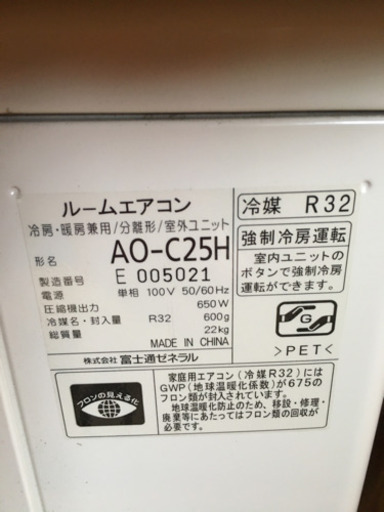 ルームエアコン
冷房・暖房兼用/分離形/室外ユニット
形名 AO-C25H
製造番号 E 005021
電源 単相 100V 50/60Hz
圧縮機出力 650W
冷媒名・封入量 R32 600g
総質量 22kg
MADE IN CHINA
株式会社 富士通ゼネラル
冷媒 R32
強制冷房運転
室内ユニットの
ボタンで強制冷房
運転ができます。
G
>PET<
フロンの見える化
家庭用エアコン(冷媒R32)には
GWP(地球温暖化係数)が675の
フロン類が封入されています。
地球温暖化防止のため、移設・修理・
廃棄等にあたってはフロン類の回収が
必要です。